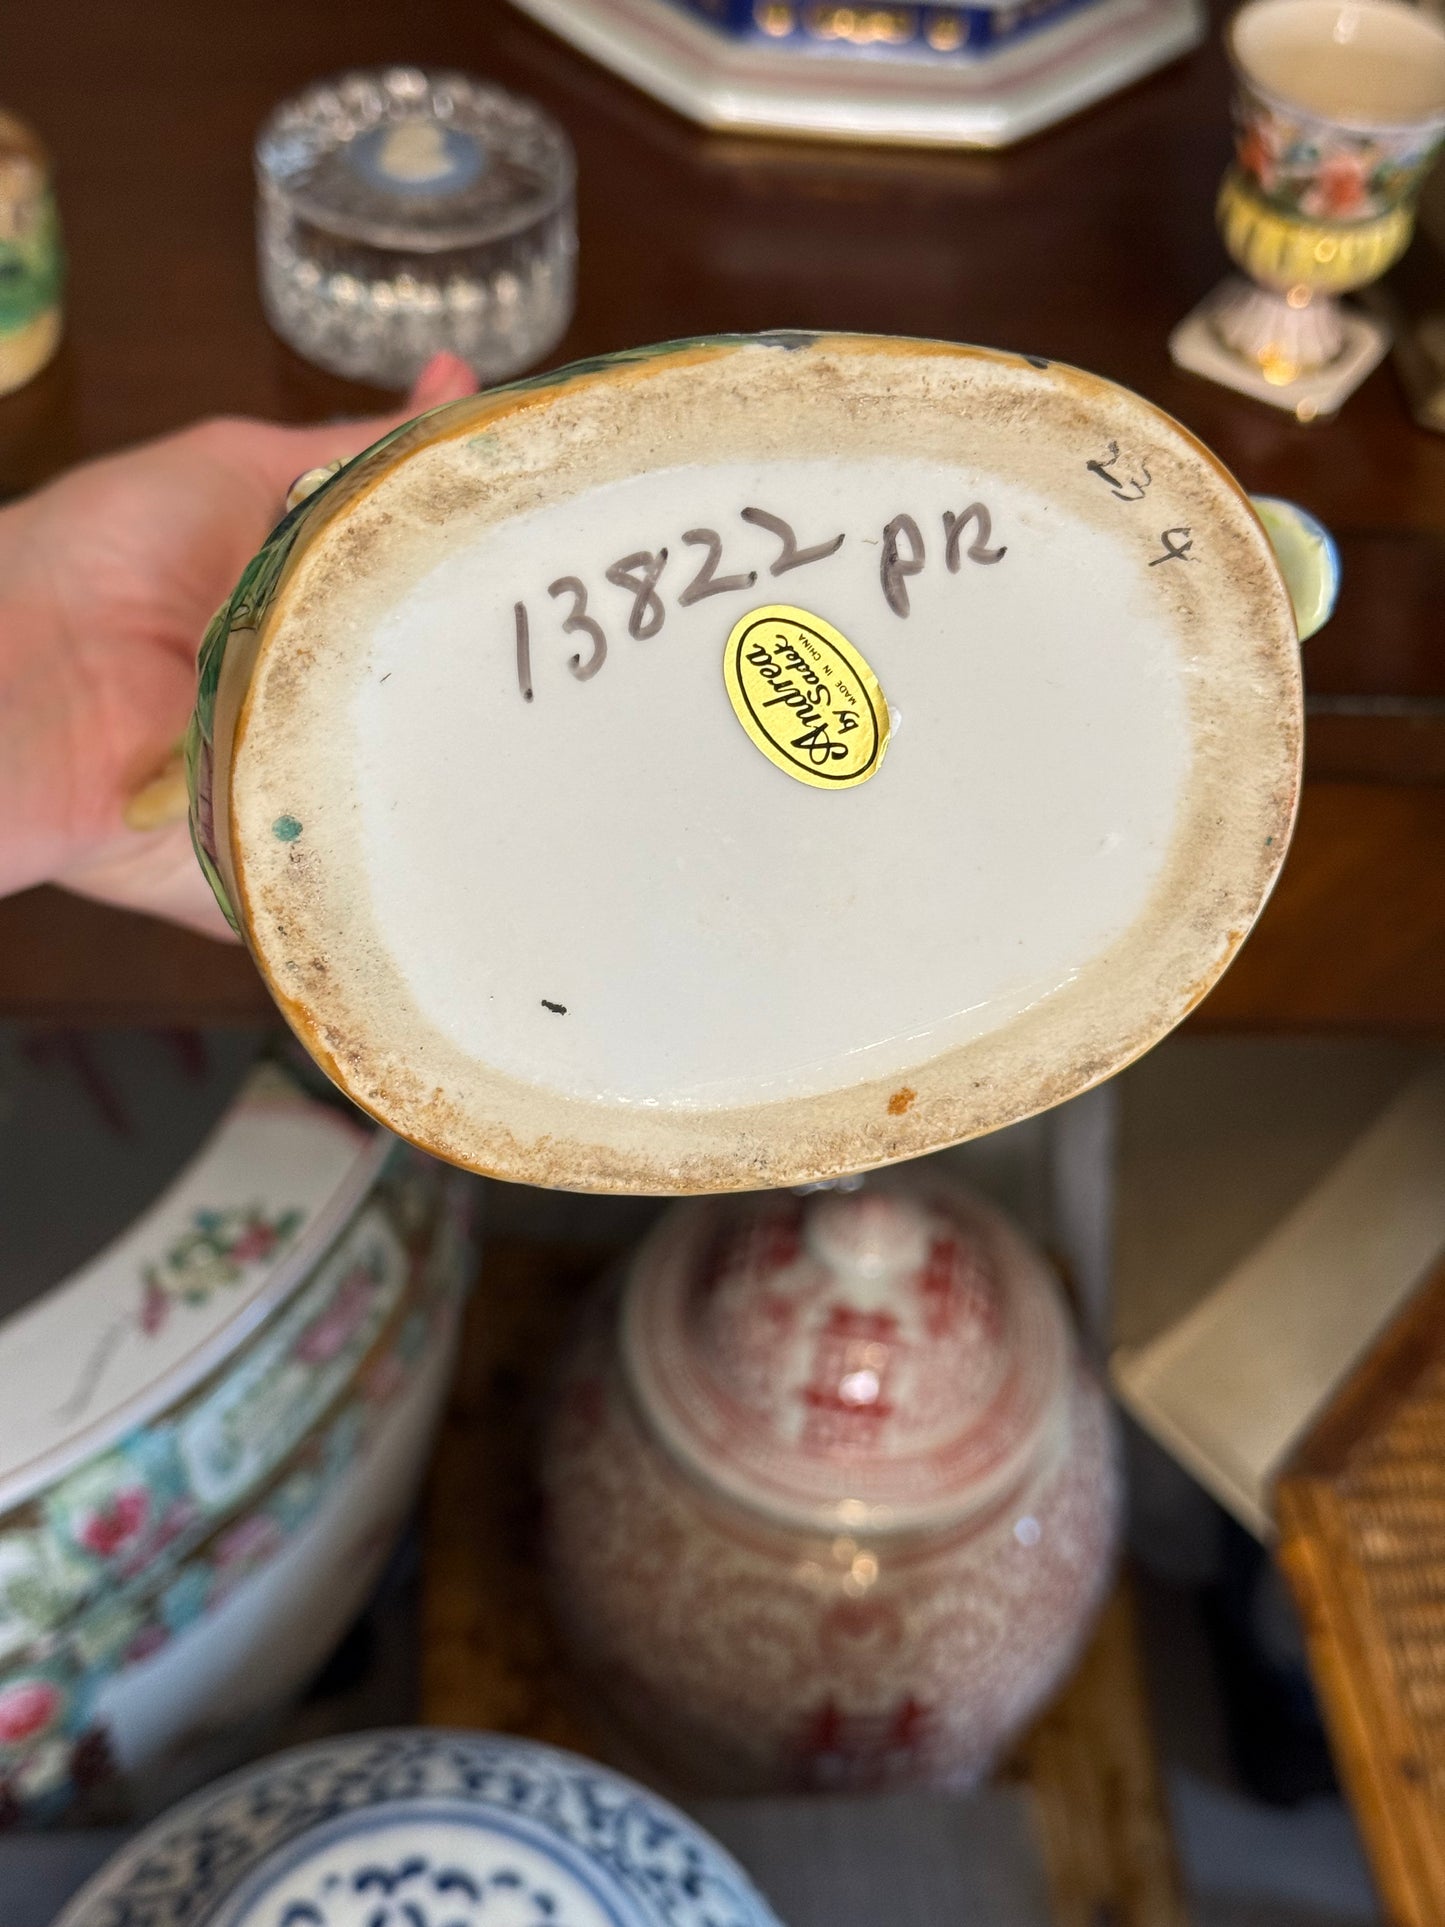 13822 PR
Andrea
by Sadek
MADE IN CHINA